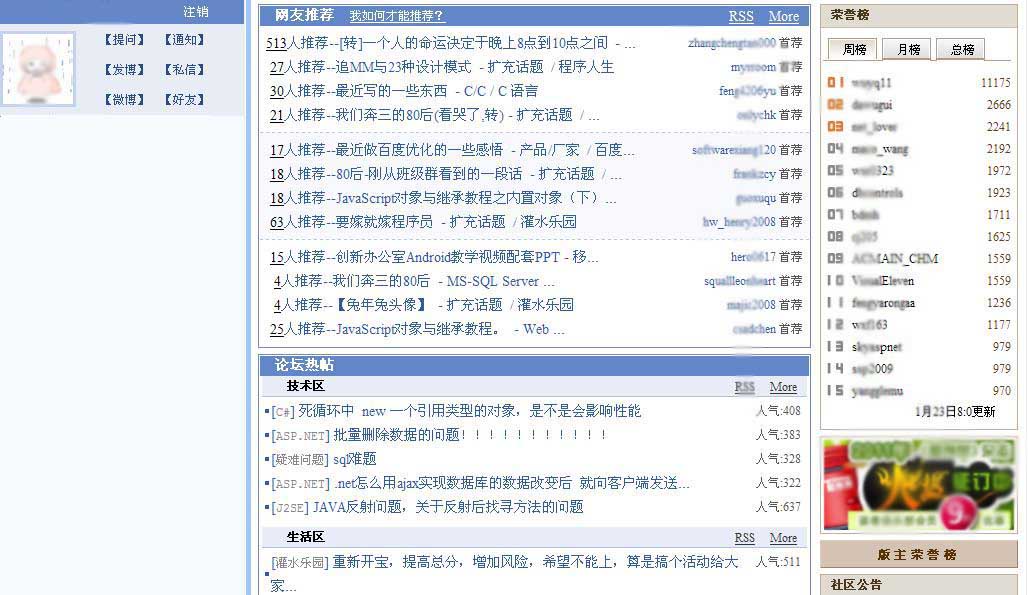 注销
【提问】 【通知】
【发博】 【私信】
【微博】 【好友】
网友推荐 我如何才能推荐? RSS More
513人推荐--[转]一个人的命运决定于晚上8点到10点之间 - ... 首荐
27人推荐--追MM与23种设计模式 - 扩充话题 / 程序人生 首荐
30人推荐--最近写的一些东西 - C/C / C 语言 首荐
21人推荐--我们奔三的80后(看哭了,转) - 扩充话题 / ... 首荐
17人推荐--最近做百度优化的一些感悟 - 产品/厂家 / 百度... 首荐
18人推荐--80后-刚从班级群看到的一段话 - 扩充话题 / ... 首荐
18人推荐--JavaScript对象与继承教程之内置对象（下） ... 首荐
63人推荐--要嫁就嫁程序员 - 扩充话题 / 灌水乐园 首荐
15人推荐--创新办公室Android教学视频配套PPT - 移... 首荐
4人推荐--我们奔三的80后 - MS-SQL Server ... 首荐
4人推荐--【兔年兔头像】 - 扩充话题 / 灌水乐园 首荐
25人推荐--JavaScript对象与继承教程。 - Web ... 首荐
论坛热帖
技术区 RSS More
[C#] 死循环中 new 一个引用类型的对象，是不是会影响性能 人气:408
[ASP.NET] 批量删除数据的问题！！！！！！！！！！！ 人气:383
[疑难问题] sql难题 人气:328
[ASP.NET] .net怎么用ajax实现数据库的数据改变后 就向客户端发送... 人气:322
[J2SE] JAVA反射问题，关于反射后找寻方法的问题 人气:637
生活区 RSS More
[灌水乐园] 重新开宝，提高总分，增加风险，希望不能上，算是搞个活动给大 人气:511
家...
荣誉榜
周榜 月榜 总榜
01 11175
02 2666
03 2241
04 2192
05 1972
06 1923
07 1711
08 1625
09 ACMAIN_CHM 1559
10 1559
11 1236
12 1177
13 979
14 979
15 970
1月23日8:0更新
火热 订中
9
版主荣誉榜
社区公告